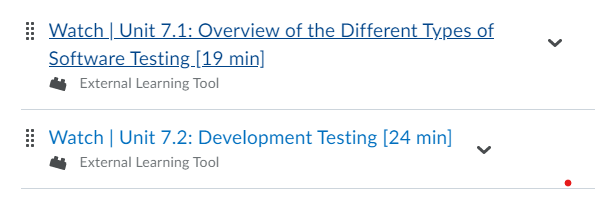 Watch | Unit 7.1: Overview of the Different Types of
Software Testing [19 min]
External Learning Tool
Watch | Unit 7.2: Development Testing [24 min]
External Learning Tool